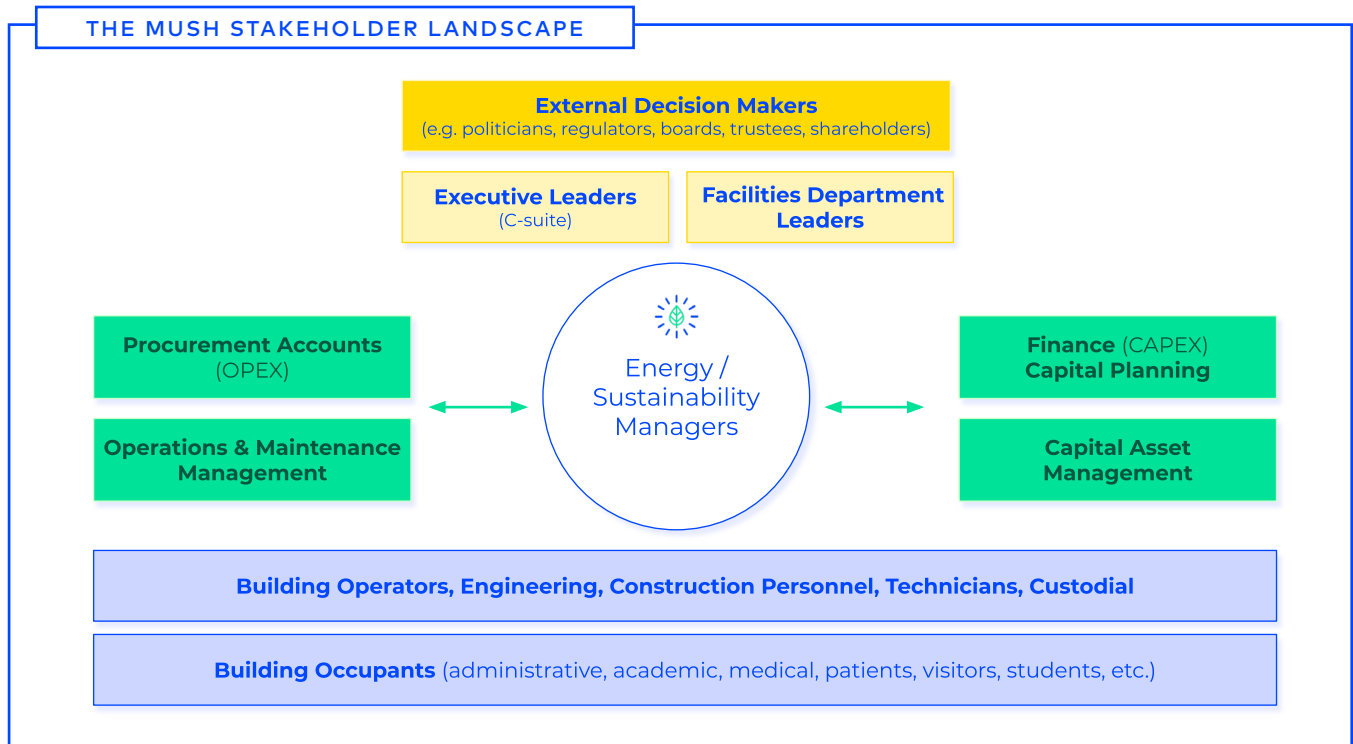 THE MUSH STAKEHOLDER LANDSCAPE
External Decision Makers
(e.g. politicians, regulators, boards, trustees, shareholders)
Executive Leaders
(C-suite)
Facilities Department
Leaders
Procurement Accounts
(OPEX)
Operations & Maintenance
Management
Energy /
Sustainability
Managers
Finance (CAPEX)
Capital Planning
Capital Asset
Management
Building Operators, Engineering, Construction Personnel, Technicians, Custodial
Building Occupants (administrative, academic, medical, patients, visitors, students, etc.)